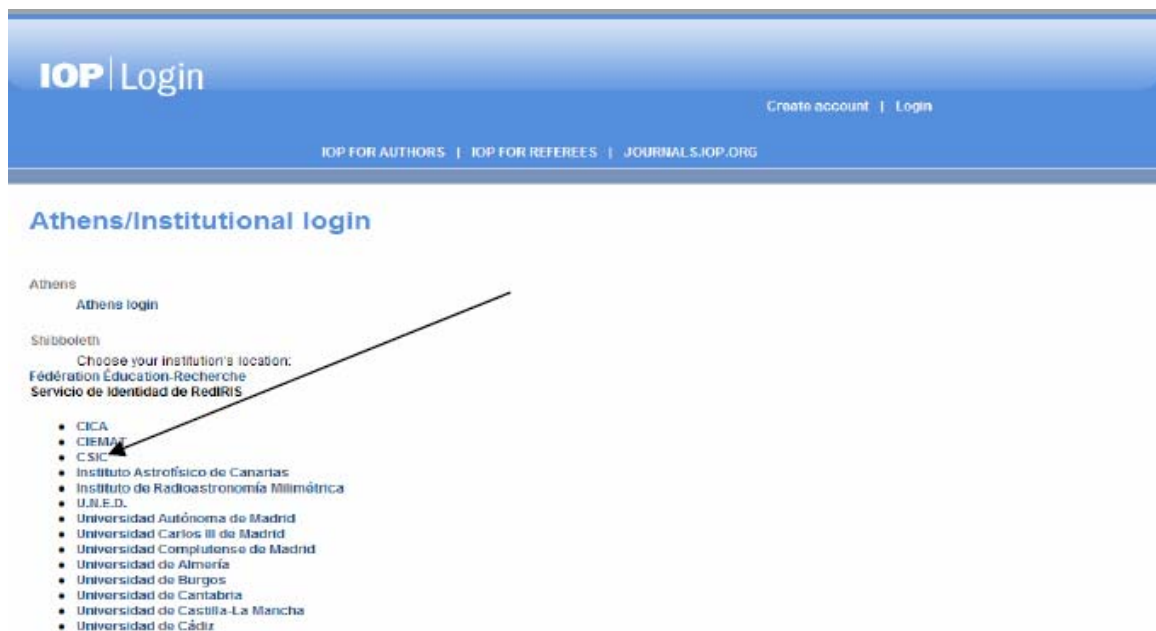 IOP Login
Create account | Login
IOP FOR AUTHORS | IOP FOR REFEREES | JOURNALS.IOP.ORG
Athens/Institutional login
Athens
Athens login
Shibboleth
Choose your institution's location:
Fédération Éducation-Recherche
Servicio de Identidad de RedIRIS
• CICA
• CIEMAT
• CSIC
• Instituto Astrofísico de Canarias
• Instituto de Radioastronomía Milimétrica
• U.N.E.D.
• Universidad Autónoma de Madrid
• Universidad Carlos III de Madrid
• Universidad Complutense de Madrid
• Universidad de Almería
• Universidad de Burgos
• Universidad de Cantabria
• Universidad de Castilla-La Mancha
• Universidad de Cádiz